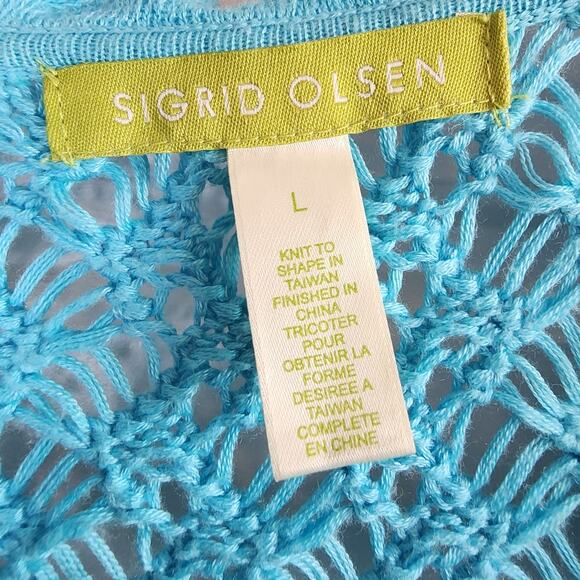 SIGRID OLSEN
L
KNIT TO
SHAPE IN
TAIWAN
FINISHED IN
CHINA
TRICOTER
POUR
OBTENIR LA
FORME
DESIREE A
TAIWAN
COMPLETE
EN CHINE